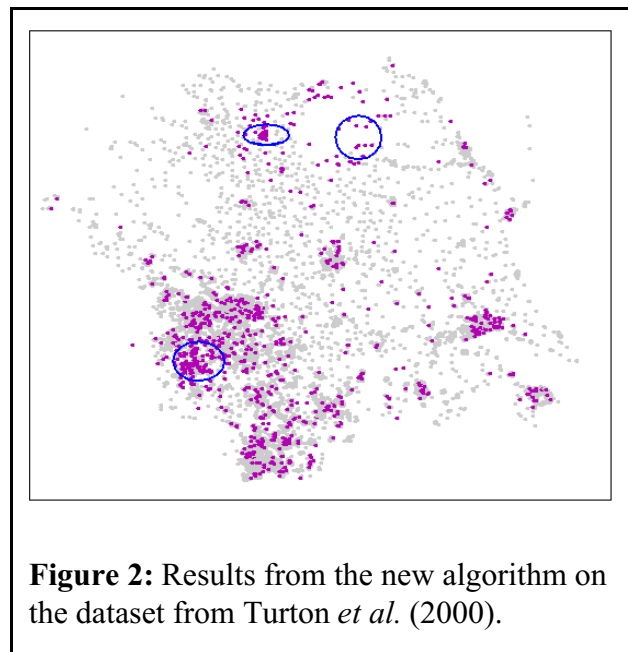 Figure 2: Results from the new algorithm on
the dataset from Turton et al. (2000).